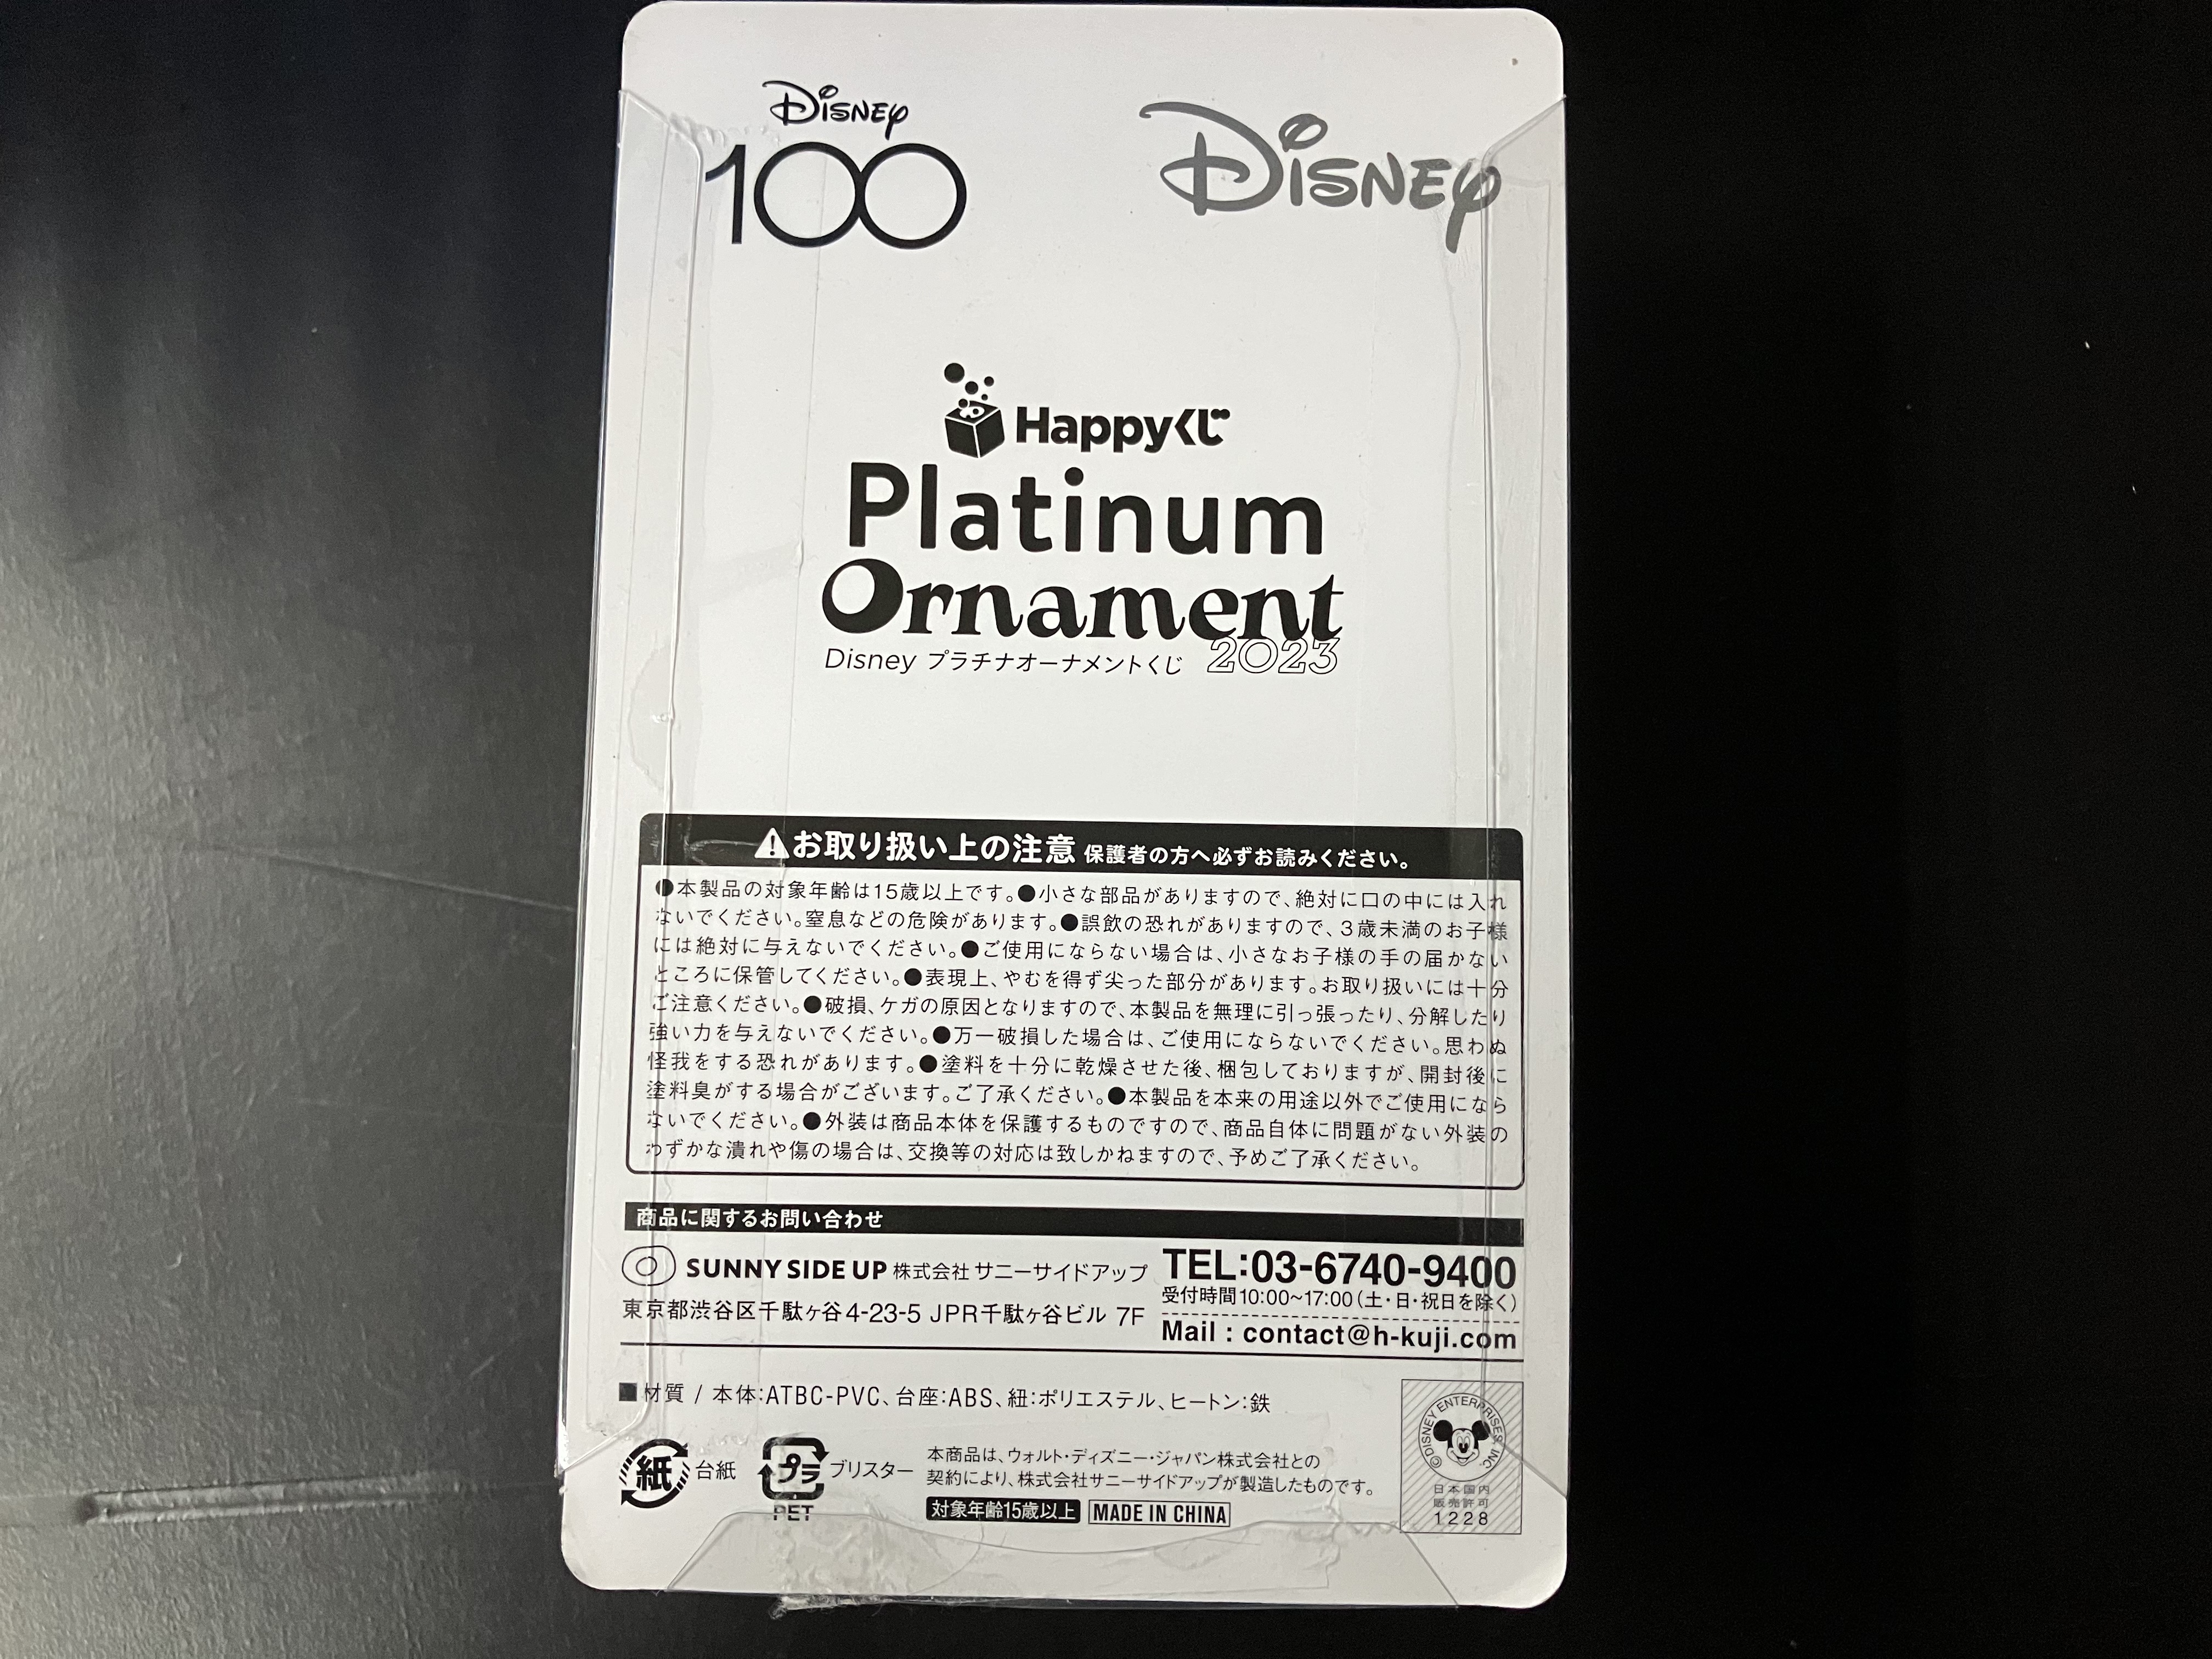 Disney
100
Disney
Happyくじ
Platinum
Ornament
Disney プラチナオーナメントくじ 2023
お取り扱い上の注意 保護者の方へ必ずお読みください。
●本製品の対象年齢は15歳以上です。●小さな部品がありますので、絶対に口の中には入れ
ないでください。窒息などの危険があります。●誤飲の恐れがありますので、3歳未満のお子様
には絶対に与えないでください。●ご使用にならない場合は、小さなお子様の手の届かない
ところに保管してください。●表現上、やむを得ず尖った部分があります。お取り扱いには十分
ご注意ください。●破損、ケガの原因となりますので、本製品を無理に引っ張ったり、分解したり
強い力を与えないでください。●万一破損した場合は、ご使用にならないでください。思わぬ
怪我をする恐れがあります。●塗料を十分に乾燥させた後、梱包しておりますが、開封後に
塗料臭がする場合がございます。ご了承ください。●本製品を本来の用途以外でご使用になら
ないでください。●外装は商品本体を保護するものですので、商品自体に問題がない外装の
わずかな潰れや傷の場合は、交換等の対応は致しかねますので、予めご了承ください。
商品に関するお問い合わせ
SUNNY SIDE UP 株式会社 サニーサイドアップ
東京都渋谷区千駄ヶ谷4-23-5 JPR千駄ヶ谷ビル 7F
TEL:03-6740-9400
受付時間10:00~17:00（土・日・祝日を除く）
Mail : contact@h-kuji.com
■材質 / 本体:ATBC-PVC、台座:ABS、紐:ポリエステル、ヒートン:鉄
紙 台紙
プラ ブリスター
PET
本商品は、ウォルト・ディズニー・ジャパン株式会社との
契約により、株式会社サニーサイドアップが製造したものです。
対象年齢15歳以上 MADE IN CHINA
©DISNEY ENTERPRISES, INC.
日本国内
販売許可
1228